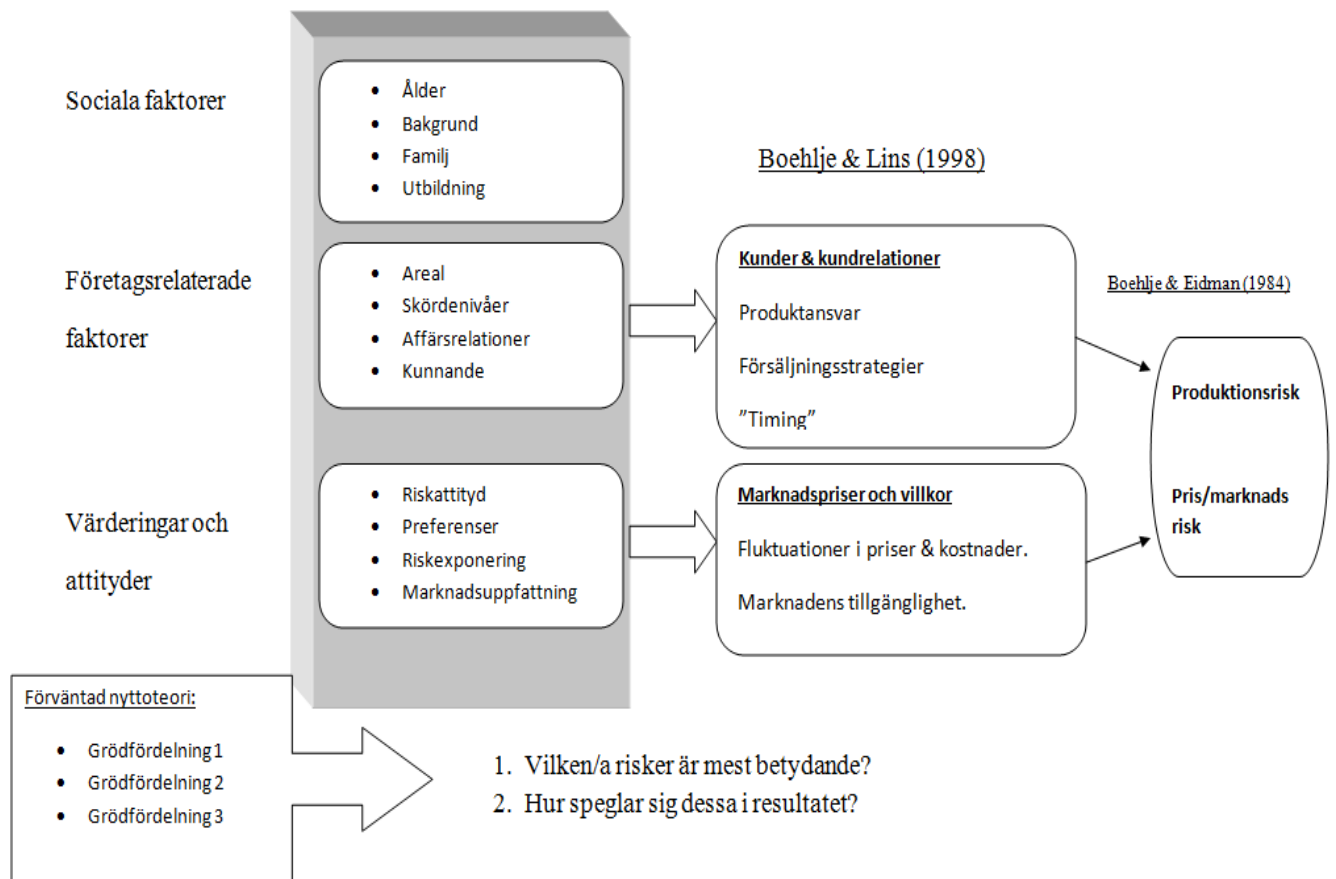 Sociala faktorer
• Ålder
• Bakgrund
• Familj
• Utbildning
Företagsrelaterade
faktorer
• Areal
• Skördenivåer
• Affärsrelationer
• Kunnande
Värderingar och
attityder
• Riskattityd
• Preferenser
• Riskexponering
• Marknadsuppfattning
Boehlje & Lins (1998)
Kunder & kundrelationer
Produktansvar
Försäljningsstrategier
”Timing”
Marknadspriser och villkor
Fluktuationer i priser & kostnader.
Marknadens tillgänglighet.
Boehlje & Eidman (1984)
Produktionsrisk
Pris/marknads
risk
Förväntad nyttoteori:
• Grödfördelning 1
• Grödfördelning 2
• Grödfördelning 3
1. Vilken/a risker är mest betydande?
2. Hur speglar sig dessa i resultatet?